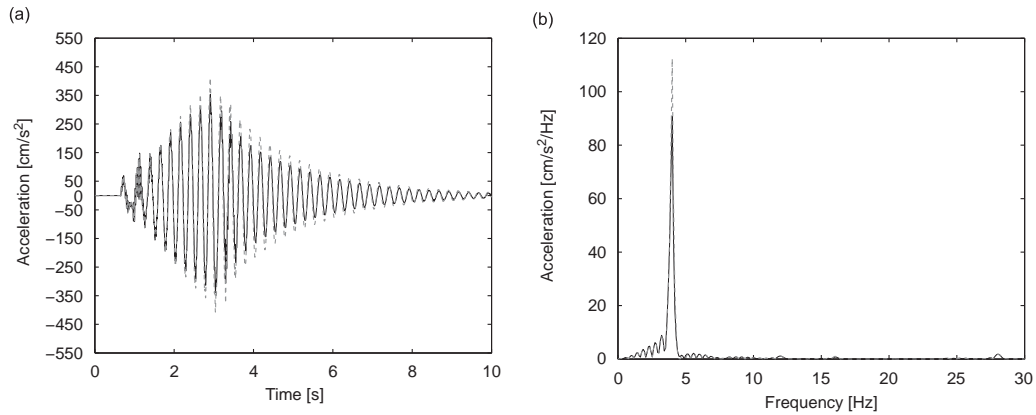 (a)
550
450
350
250
150
50
0
−50
−150
−250
−350
−450
−550
Acceleration [cm/s²]
0 2 4 6 8 10
Time [s]
(b)
120
100
80
60
40
20
0
Acceleration [cm/s²/Hz]
0 5 10 15 20 25 30
Frequency [Hz]